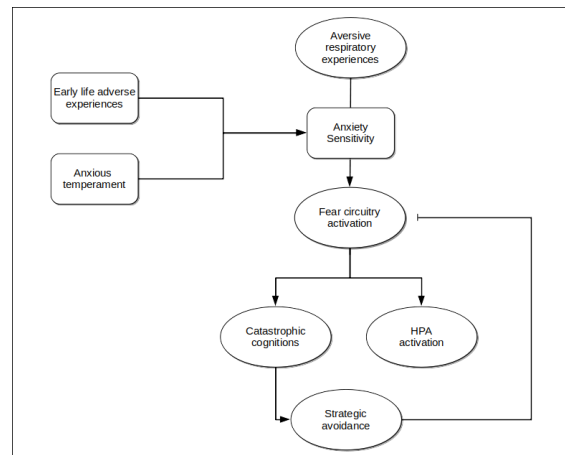 Aversive
respiratory
experiences
Early life adverse
experiences
Anxiety
Sensitivity
Anxious
temperament
Fear circuitry
activation
Catastrophic
cognitions
HPA
activation
Strategic
avoidance